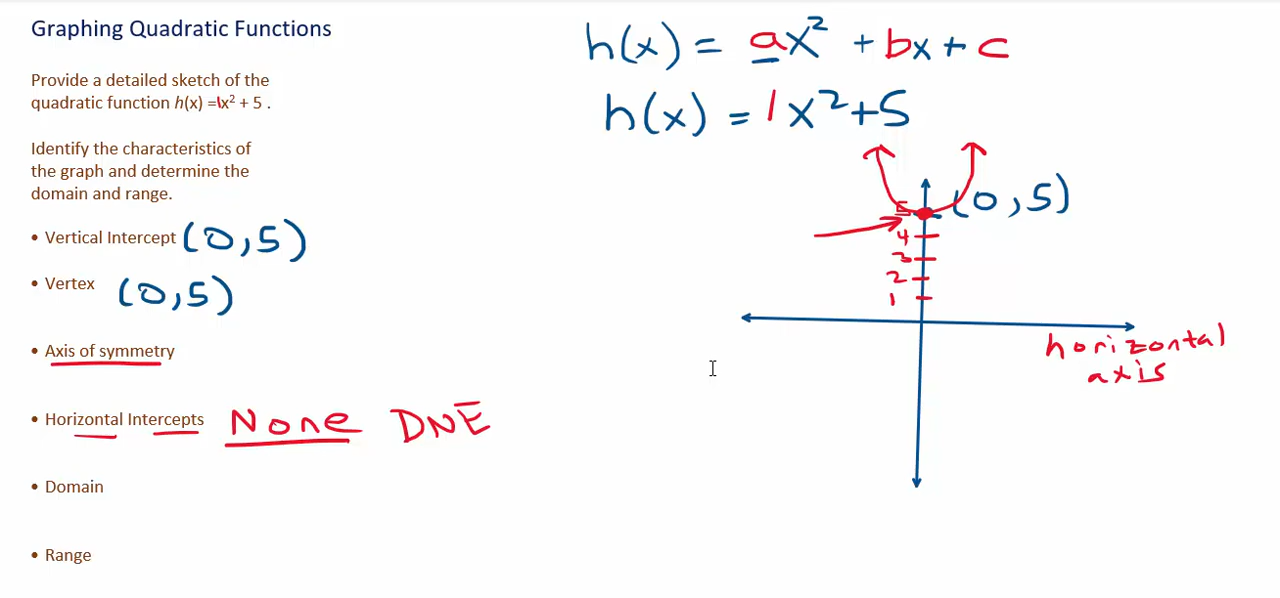 Graphing Quadratic Functions
Provide a detailed sketch of the
quadratic function h(x) =1x² + 5 .
Identify the characteristics of
the graph and determine the
domain and range.
• Vertical Intercept (0,5)
• Vertex (0,5)
• Axis of symmetry
• Horizontal Intercepts None DNE
• Domain
• Range
h(x) = ax² + bx + c
h(x) = 1x²+5
(0,5)
5
4
3
2
1
horizontal
axis